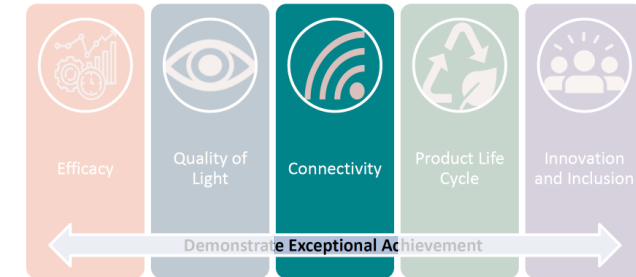 Efficacy
Quality of
Light
Connectivity
Product Life
Cycle
Innovation
and Inclusion
Demonstrate Exceptional Achievement